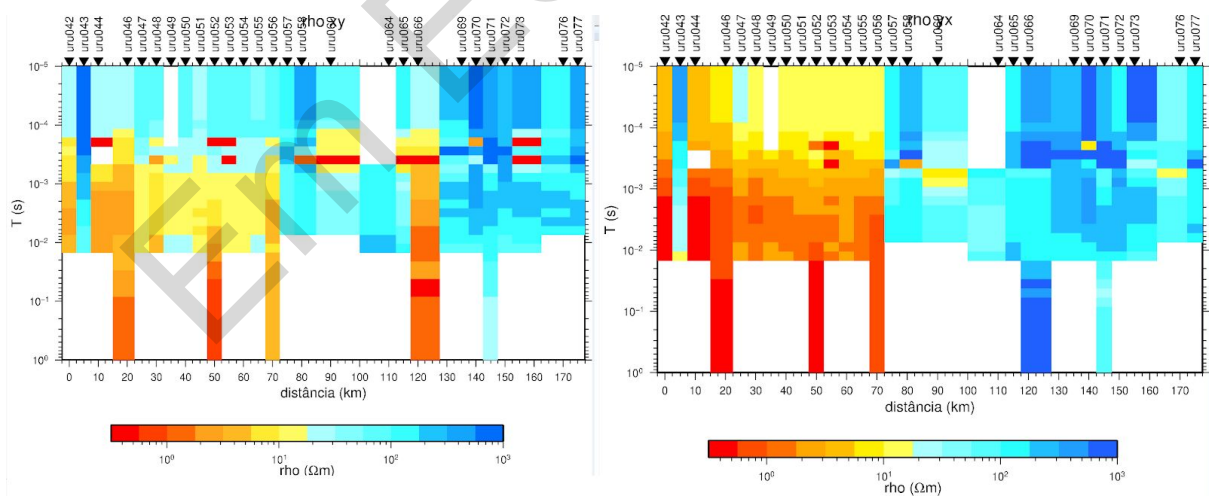 rho xy
uru042 uru043 uru044 uru046 uru047 uru048 uru049 uru050 uru051 uru052 uru053 uru054 uru055 uru056 uru057 uru058 uru060 uru064 uru065 uru066 uru069 uru070 uru071 uru072 uru073 uru076 uru077
T (s)
10⁻⁵
10⁻⁴
10⁻³
10⁻²
10⁻¹
10⁰
0 10 20 30 40 50 60 70 80 90 100 110 120 130 140 150 160 170
distância (km)
10⁰ 10¹ 10² 10³
rho (Ωm)
rho yx
uru042 uru043 uru044 uru046 uru047 uru048 uru049 uru050 uru051 uru052 uru053 uru054 uru055 uru056 uru057 uru058 uru064 uru065 uru066 uru069 uru070 uru071 uru072 uru073 uru076 uru077
T (s)
10⁻⁵
10⁻⁴
10⁻³
10⁻²
10⁻¹
10⁰
0 10 20 30 40 50 60 70 80 90 100 110 120 130 140 150 160 170
distância (km)
10⁰ 10¹ 10² 10³
rho (Ωm)
Em